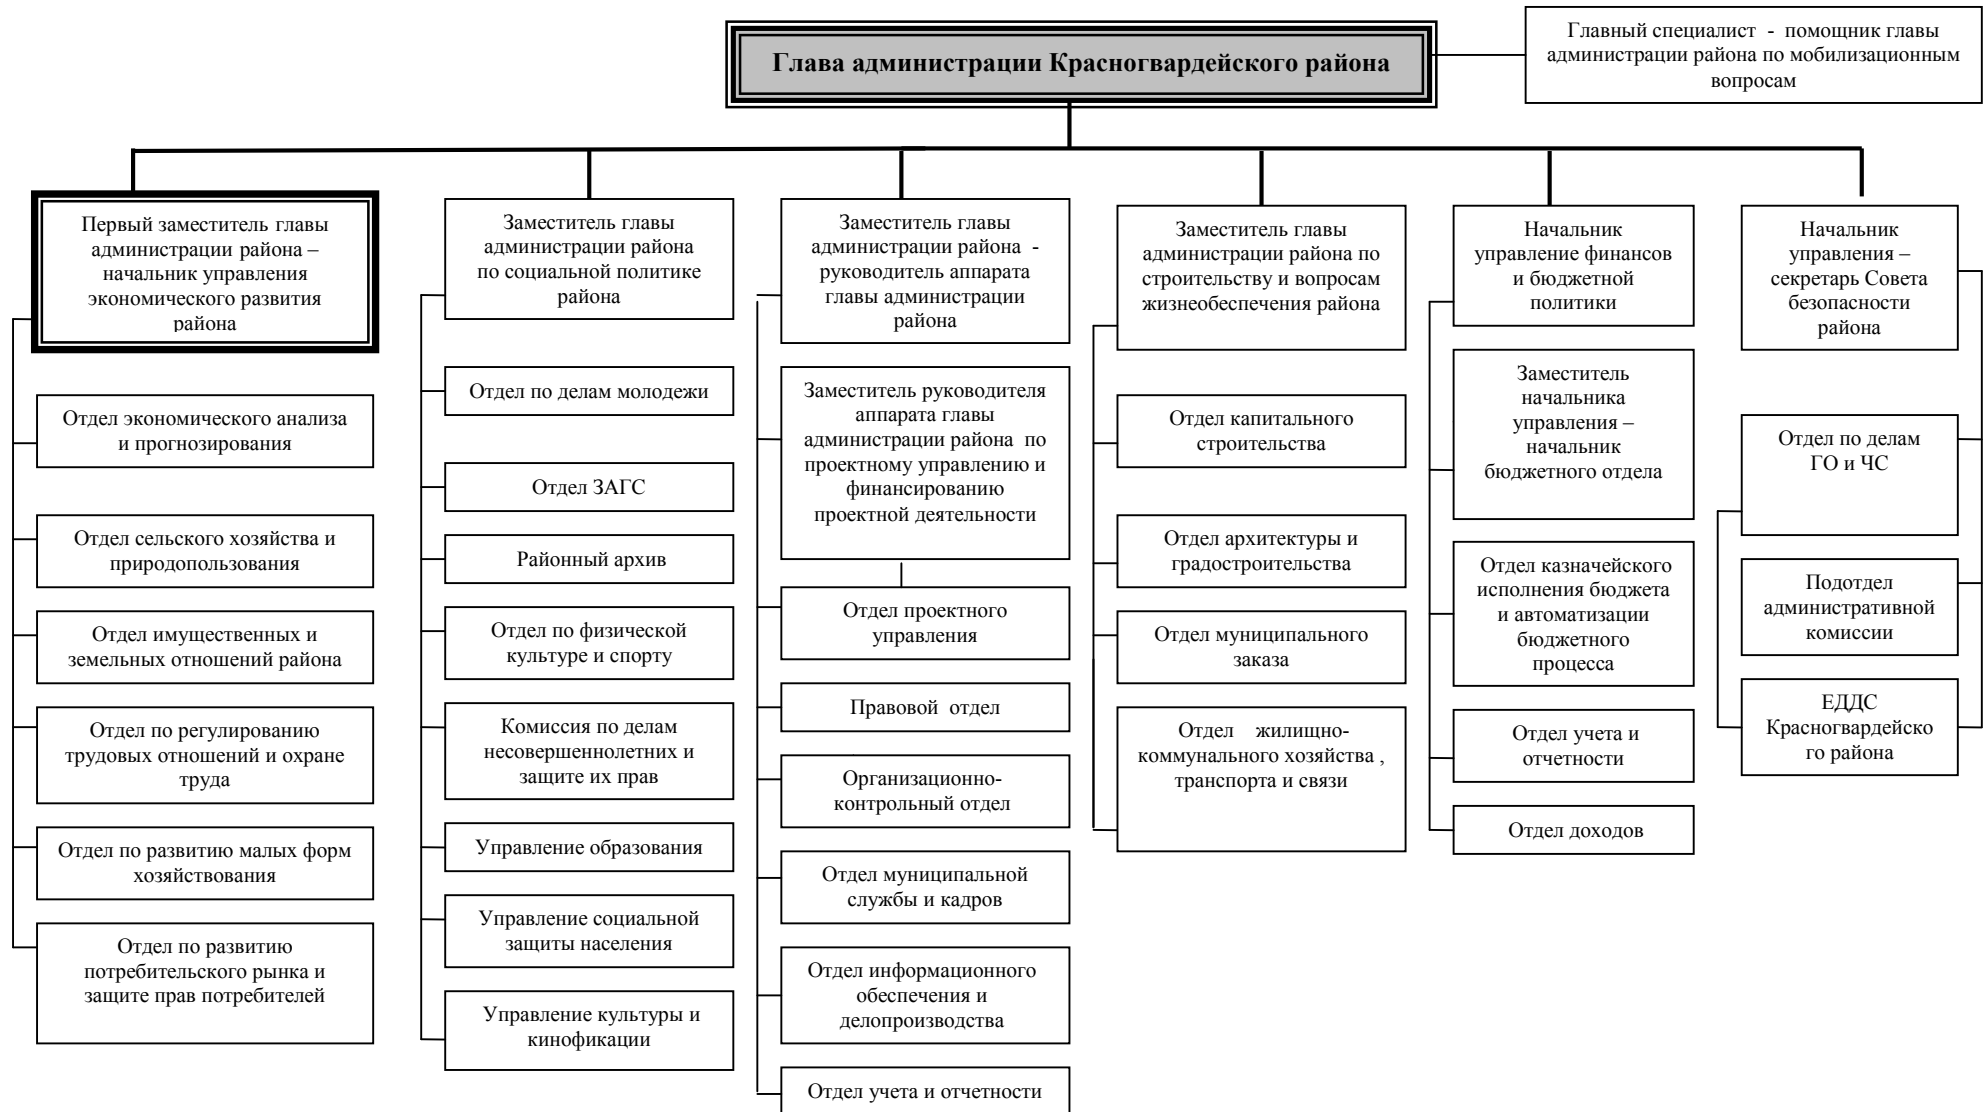 Глава администрации Красногвардейского района
Главный специалист - помощник главы
администрации района по мобилизационным
вопросам
Первый заместитель главы
администрации района –
начальник управления
экономического развития
района
Отдел экономического анализа
и прогнозирования
Отдел сельского хозяйства и
природопользования
Отдел имущественных и
земельных отношений района
Отдел по регулированию
трудовых отношений и охране
труда
Отдел по развитию малых форм
хозяйствования
Отдел по развитию
потребительского рынка и
защите прав потребителей
Заместитель главы
администрации района
по социальной политике
района
Отдел по делам молодежи
Отдел ЗАГС
Районный архив
Отдел по физической
культуре и спорту
Комиссия по делам
несовершеннолетних и
защите их прав
Управление образования
Управление социальной
защиты населения
Управление культуры и
кинофикации
Заместитель главы
администрации района -
руководитель аппарата
главы администрации
района
Заместитель руководителя
аппарата главы
администрации района по
проектному управлению и
финансированию
проектной деятельности
Отдел проектного
управления
Правовой отдел
Организационно-
контрольный отдел
Отдел муниципальной
службы и кадров
Отдел информационного
обеспечения и
делопроизводства
Отдел учета и отчетности
Заместитель главы
администрации района по
строительству и вопросам
жизнеобеспечения района
Отдел капитального
строительства
Отдел архитектуры и
градостроительства
Отдел муниципального
заказа
Отдел жилищно-
коммунального хозяйства ,
транспорта и связи
Начальник
управление финансов
и бюджетной
политики
Заместитель
начальника
управления –
начальник
бюджетного отдела
Отдел казначейского
исполнения бюджета
и автоматизации
бюджетного
процесса
Отдел учета и
отчетности
Отдел доходов
Начальник
управления –
секретарь Совета
безопасности
района
Отдел по делам
ГО и ЧС
Подотдел
административной
комиссии
ЕДДС
Красногвардейско
го района